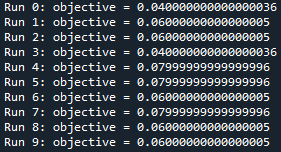 Run 0: objective = 0.040000000000000036
Run 1: objective = 0.06000000000000005
Run 2: objective = 0.06000000000000005
Run 3: objective = 0.040000000000000036
Run 4: objective = 0.07999999999999996
Run 5: objective = 0.07999999999999996
Run 6: objective = 0.06000000000000005
Run 7: objective = 0.07999999999999996
Run 8: objective = 0.06000000000000005
Run 9: objective = 0.06000000000000005